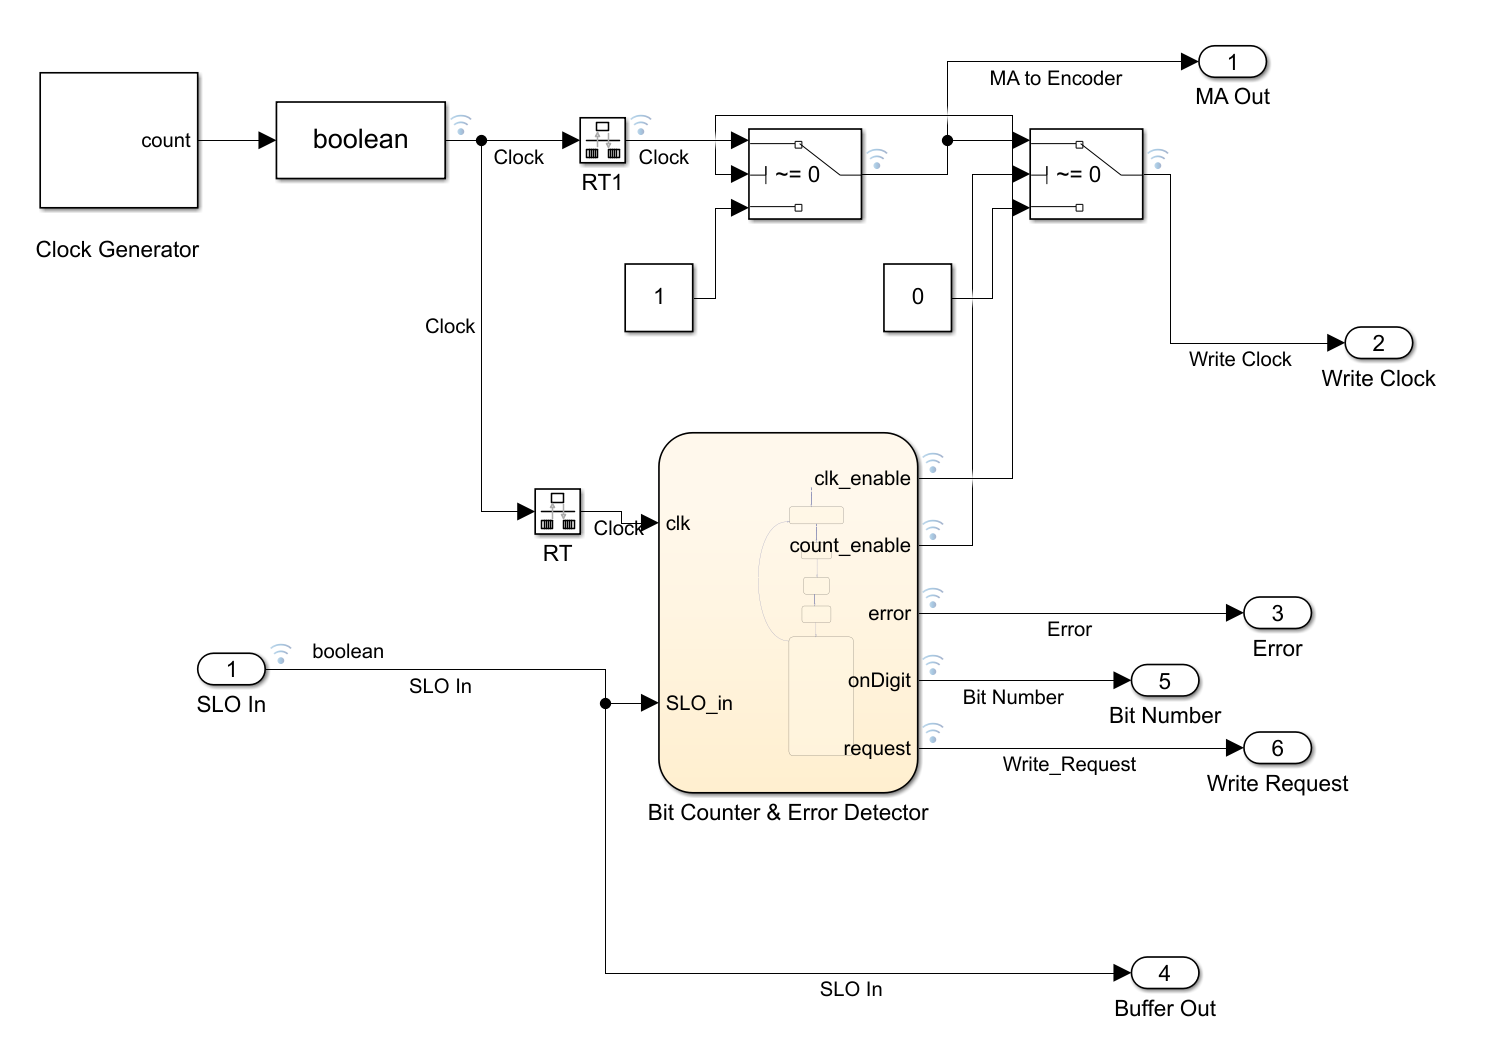 1
MA to Encoder
MA Out
count
boolean
Clock
Clock
RT1
~= 0
~= 0
Clock Generator
1
0
Clock
2
Write Clock
Write Clock
clk_enable
Clock
clk
RT
count_enable
error
3
Error
Error
boolean
1
SLO In
SLO In
SLO_in
onDigit
5
Bit Number
Bit Number
request
6
Write_Request
Write Request
Bit Counter & Error Detector
4
SLO In
Buffer Out